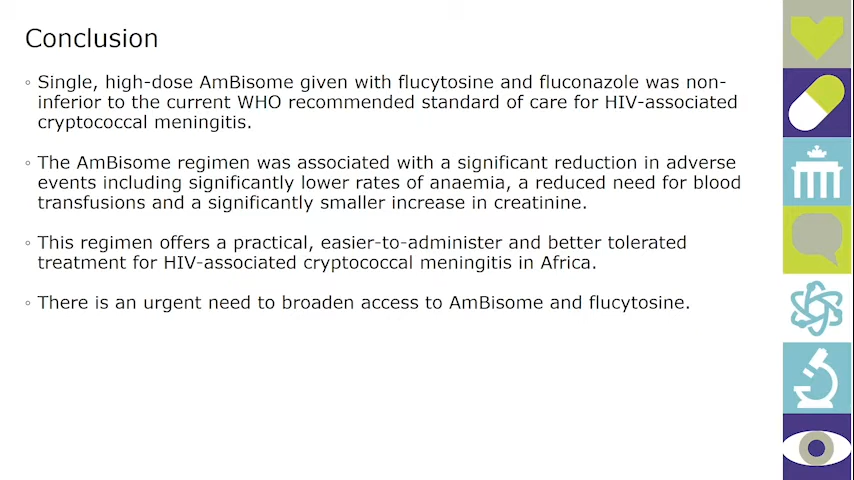 Conclusion
◦ Single, high-dose AmBisome given with flucytosine and fluconazole was non-
inferior to the current WHO recommended standard of care for HIV-associated
cryptococcal meningitis.
◦ The AmBisome regimen was associated with a significant reduction in adverse
events including significantly lower rates of anaemia, a reduced need for blood
transfusions and a significantly smaller increase in creatinine.
◦ This regimen offers a practical, easier-to-administer and better tolerated
treatment for HIV-associated cryptococcal meningitis in Africa.
◦ There is an urgent need to broaden access to AmBisome and flucytosine.